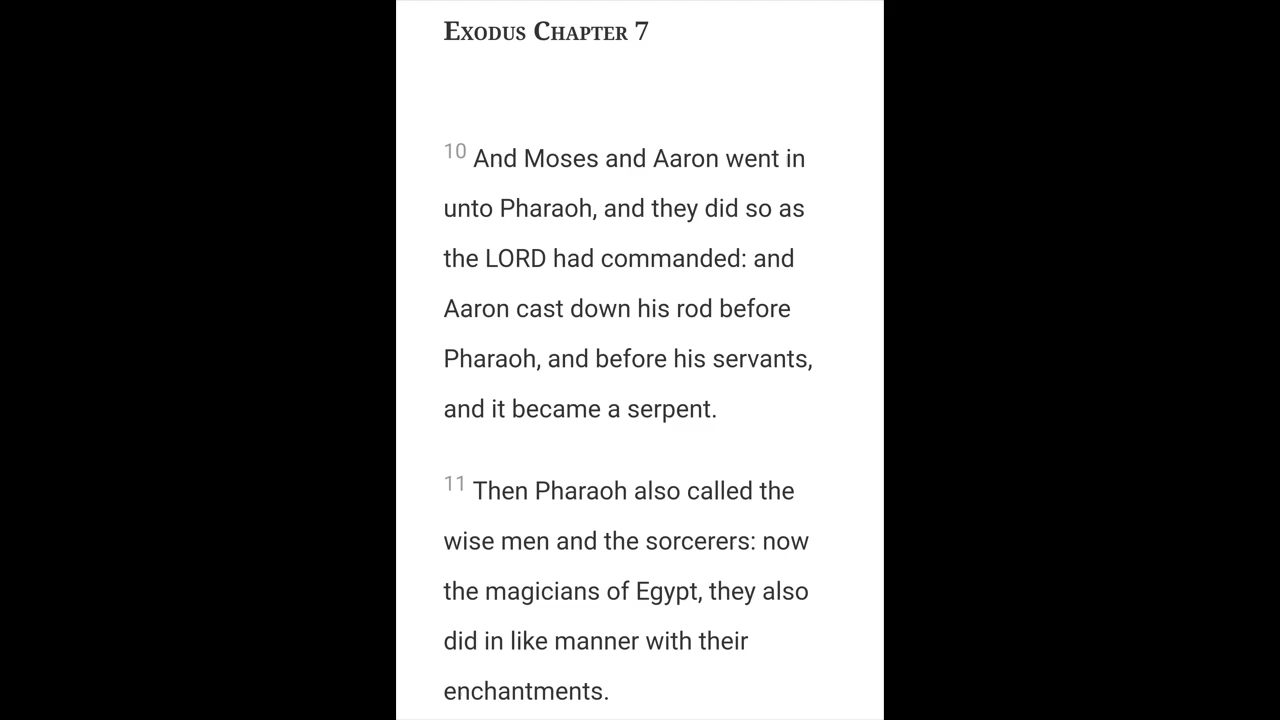 Exodus Chapter 7
10 And Moses and Aaron went in
unto Pharaoh, and they did so as
the LORD had commanded: and
Aaron cast down his rod before
Pharaoh, and before his servants,
and it became a serpent.
11 Then Pharaoh also called the
wise men and the sorcerers: now
the magicians of Egypt, they also
did in like manner with their
enchantments.